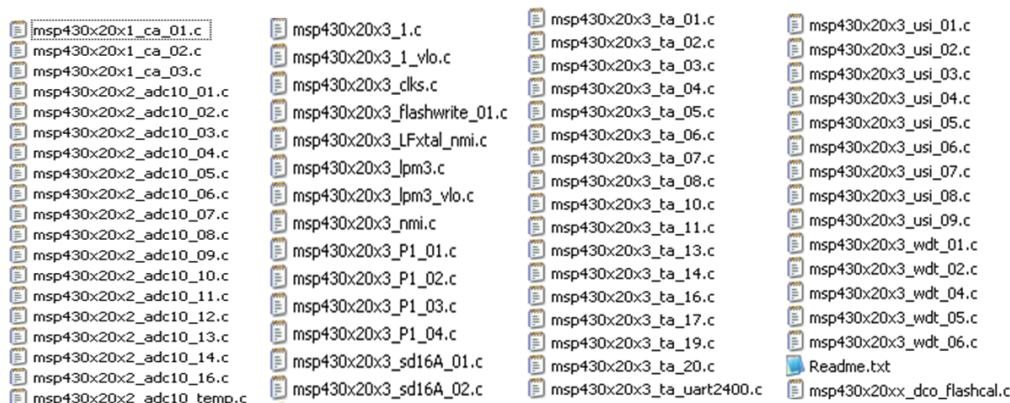 msp430x20x1_ca_01.c
msp430x20x1_ca_02.c
msp430x20x1_ca_03.c
msp430x20x2_adc10_01.c
msp430x20x2_adc10_02.c
msp430x20x2_adc10_03.c
msp430x20x2_adc10_04.c
msp430x20x2_adc10_05.c
msp430x20x2_adc10_06.c
msp430x20x2_adc10_07.c
msp430x20x2_adc10_08.c
msp430x20x2_adc10_09.c
msp430x20x2_adc10_10.c
msp430x20x2_adc10_11.c
msp430x20x2_adc10_12.c
msp430x20x2_adc10_13.c
msp430x20x2_adc10_14.c
msp430x20x2_adc10_16.c
msp430x20x2_adc10_temp.c
msp430x20x3_1.c
msp430x20x3_1_vlo.c
msp430x20x3_clks.c
msp430x20x3_flashwrite_01.c
msp430x20x3_LFxtal_nmi.c
msp430x20x3_lpm3.c
msp430x20x3_lpm3_vlo.c
msp430x20x3_nmi.c
msp430x20x3_P1_01.c
msp430x20x3_P1_02.c
msp430x20x3_P1_03.c
msp430x20x3_P1_04.c
msp430x20x3_sd16A_01.c
msp430x20x3_sd16A_02.c
msp430x20x3_ta_01.c
msp430x20x3_ta_02.c
msp430x20x3_ta_03.c
msp430x20x3_ta_04.c
msp430x20x3_ta_05.c
msp430x20x3_ta_06.c
msp430x20x3_ta_07.c
msp430x20x3_ta_08.c
msp430x20x3_ta_10.c
msp430x20x3_ta_11.c
msp430x20x3_ta_13.c
msp430x20x3_ta_14.c
msp430x20x3_ta_16.c
msp430x20x3_ta_17.c
msp430x20x3_ta_19.c
msp430x20x3_ta_20.c
msp430x20x3_ta_uart2400.c
msp430x20x3_usi_01.c
msp430x20x3_usi_02.c
msp430x20x3_usi_03.c
msp430x20x3_usi_04.c
msp430x20x3_usi_05.c
msp430x20x3_usi_06.c
msp430x20x3_usi_07.c
msp430x20x3_usi_08.c
msp430x20x3_usi_09.c
msp430x20x3_wdt_01.c
msp430x20x3_wdt_02.c
msp430x20x3_wdt_04.c
msp430x20x3_wdt_05.c
msp430x20x3_wdt_06.c
Readme.txt
msp430x20xx_dco_flashcal.c